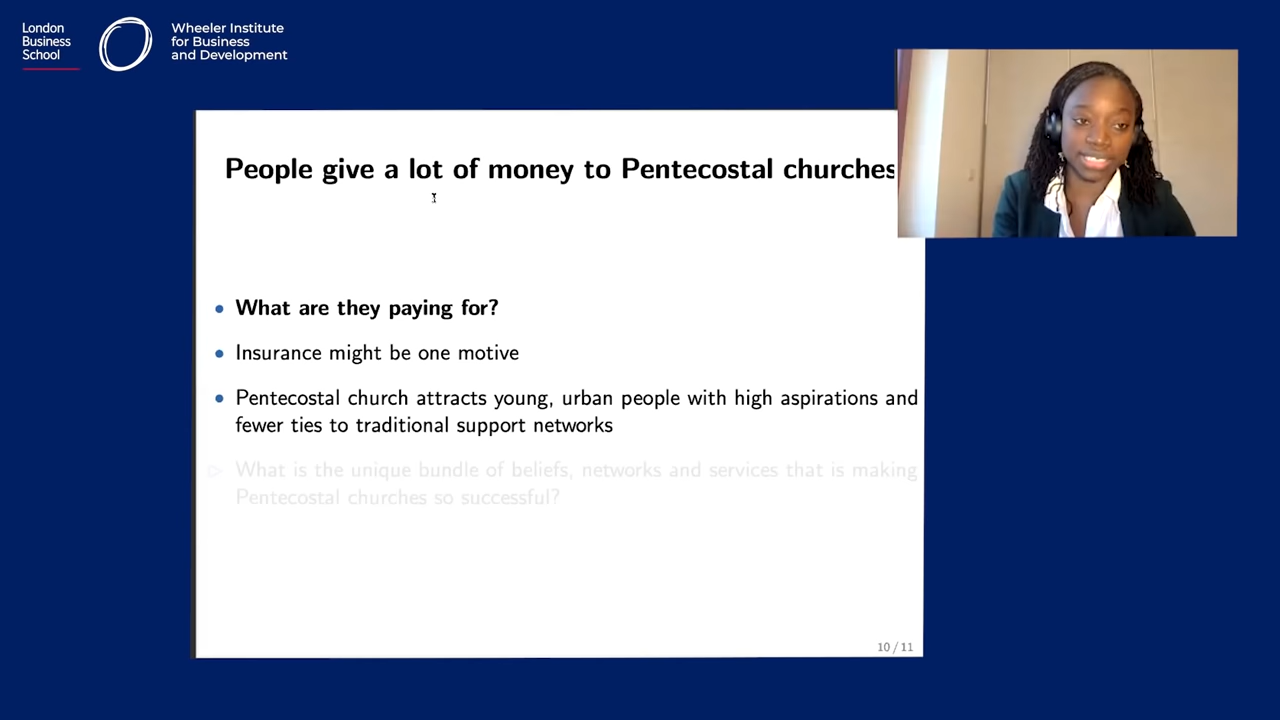 London
Business
School
Wheeler Institute
for Business
and Development
People give a lot of money to Pentecostal churches
• What are they paying for?
• Insurance might be one motive
• Pentecostal church attracts young, urban people with high aspirations and
fewer ties to traditional support networks
▷ What is the unique bundle of beliefs, networks and services that is making
Pentecostal churches so successful?
10 / 11